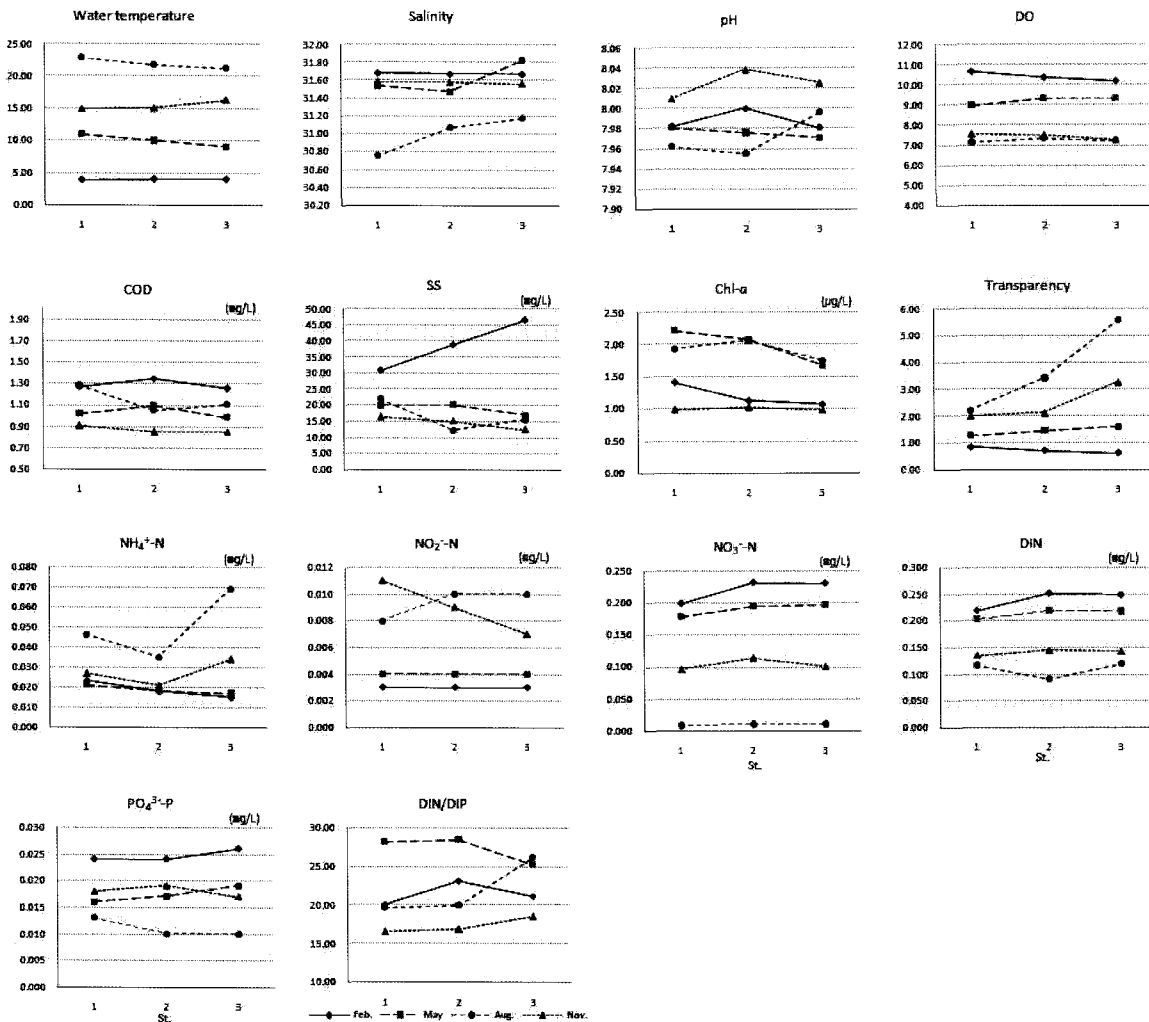 Water temperature
25.00
20.00
15.00
10.00
5.00
0.00
1 2 3
Salinity
32.00
31.80
31.60
31.40
31.20
31.00
30.80
30.60
30.40
30.20
1 2 3
pH
8.06
8.04
8.02
8.00
7.98
7.96
7.94
7.92
7.90
1 2 3
DO
12.00
11.00
10.00
9.00
8.00
7.00
6.00
5.00
4.00
1 2 3
COD
(mg/L)
1.90
1.70
1.50
1.30
1.10
0.90
0.70
0.50
1 2 3
SS
(mg/L)
50.00
45.00
40.00
35.00
30.00
25.00
20.00
15.00
10.00
5.00
0.00
1 2 3
Chl-a
(μg/L)
2.50
2.00
1.50
1.00
0.50
0.00
1 2 3
Transparency
6.00
5.00
4.00
3.00
2.00
1.00
0.00
1 2 3
NH₄⁺-N
(mg/L)
0.080
0.070
0.060
0.050
0.040
0.030
0.020
0.010
0.000
1 2 3
NO₂⁻-N
(mg/L)
0.012
0.010
0.008
0.006
0.004
0.002
0.000
1 2 3
NO₃⁻-N
(mg/L)
0.250
0.200
0.150
0.100
0.050
0.000
1 2 3
St.
DIN
(mg/L)
0.300
0.250
0.200
0.150
0.100
0.050
0.000
1 2 3
St.
PO₄³⁻-P
(mg/L)
0.030
0.025
0.020
0.015
0.010
0.005
0.000
1 2 3
St.
DIN/DIP
30.00
25.00
20.00
15.00
10.00
1 2 3
Feb. May Aug. Nov.